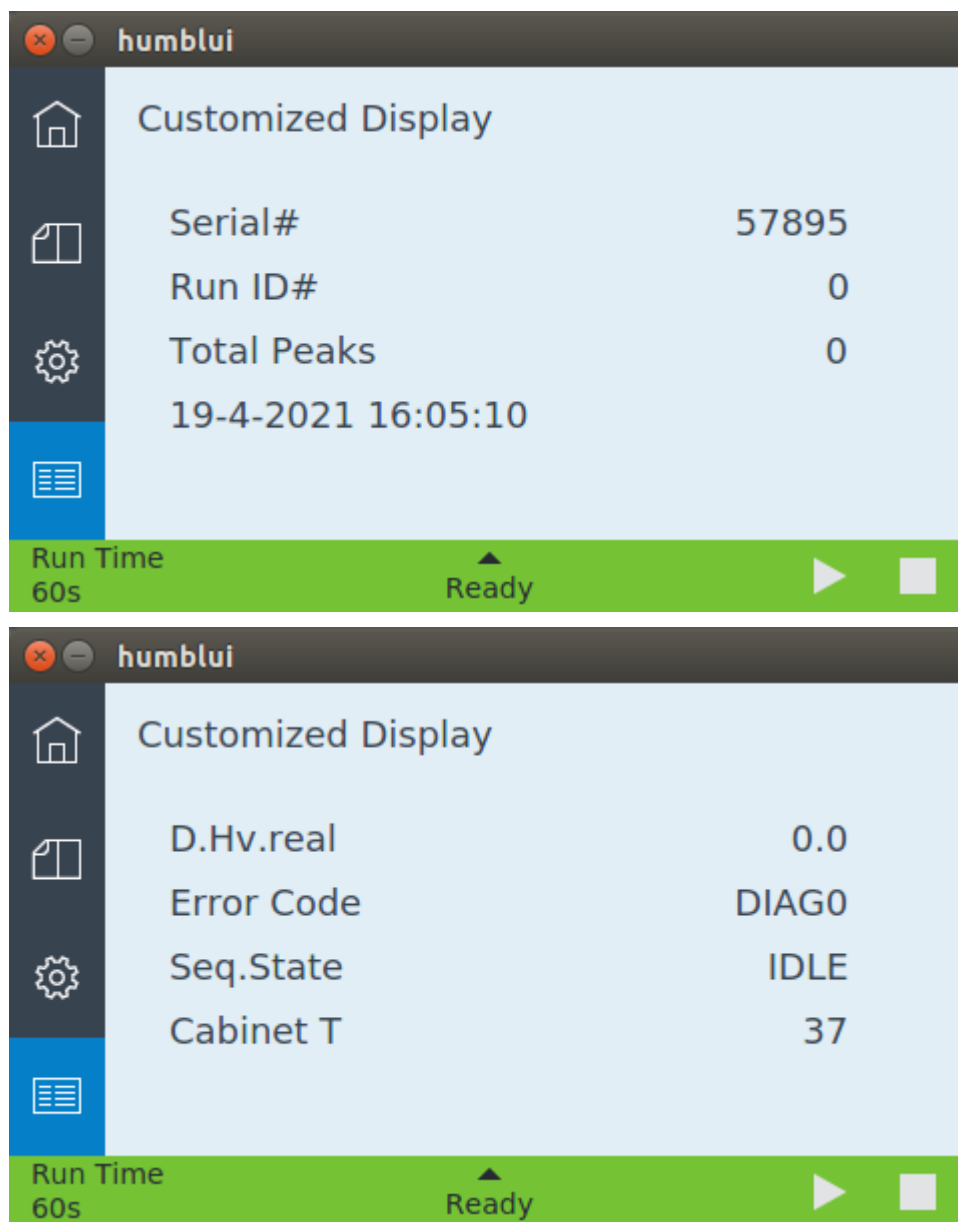 humblui
Customized Display
Serial# 57895
Run ID# 0
Total Peaks 0
19-4-2021 16:05:10
Run Time
60s
Ready
humblui
Customized Display
D.Hv.real 0.0
Error Code DIAG0
Seq.State IDLE
Cabinet T 37
Run Time
60s
Ready